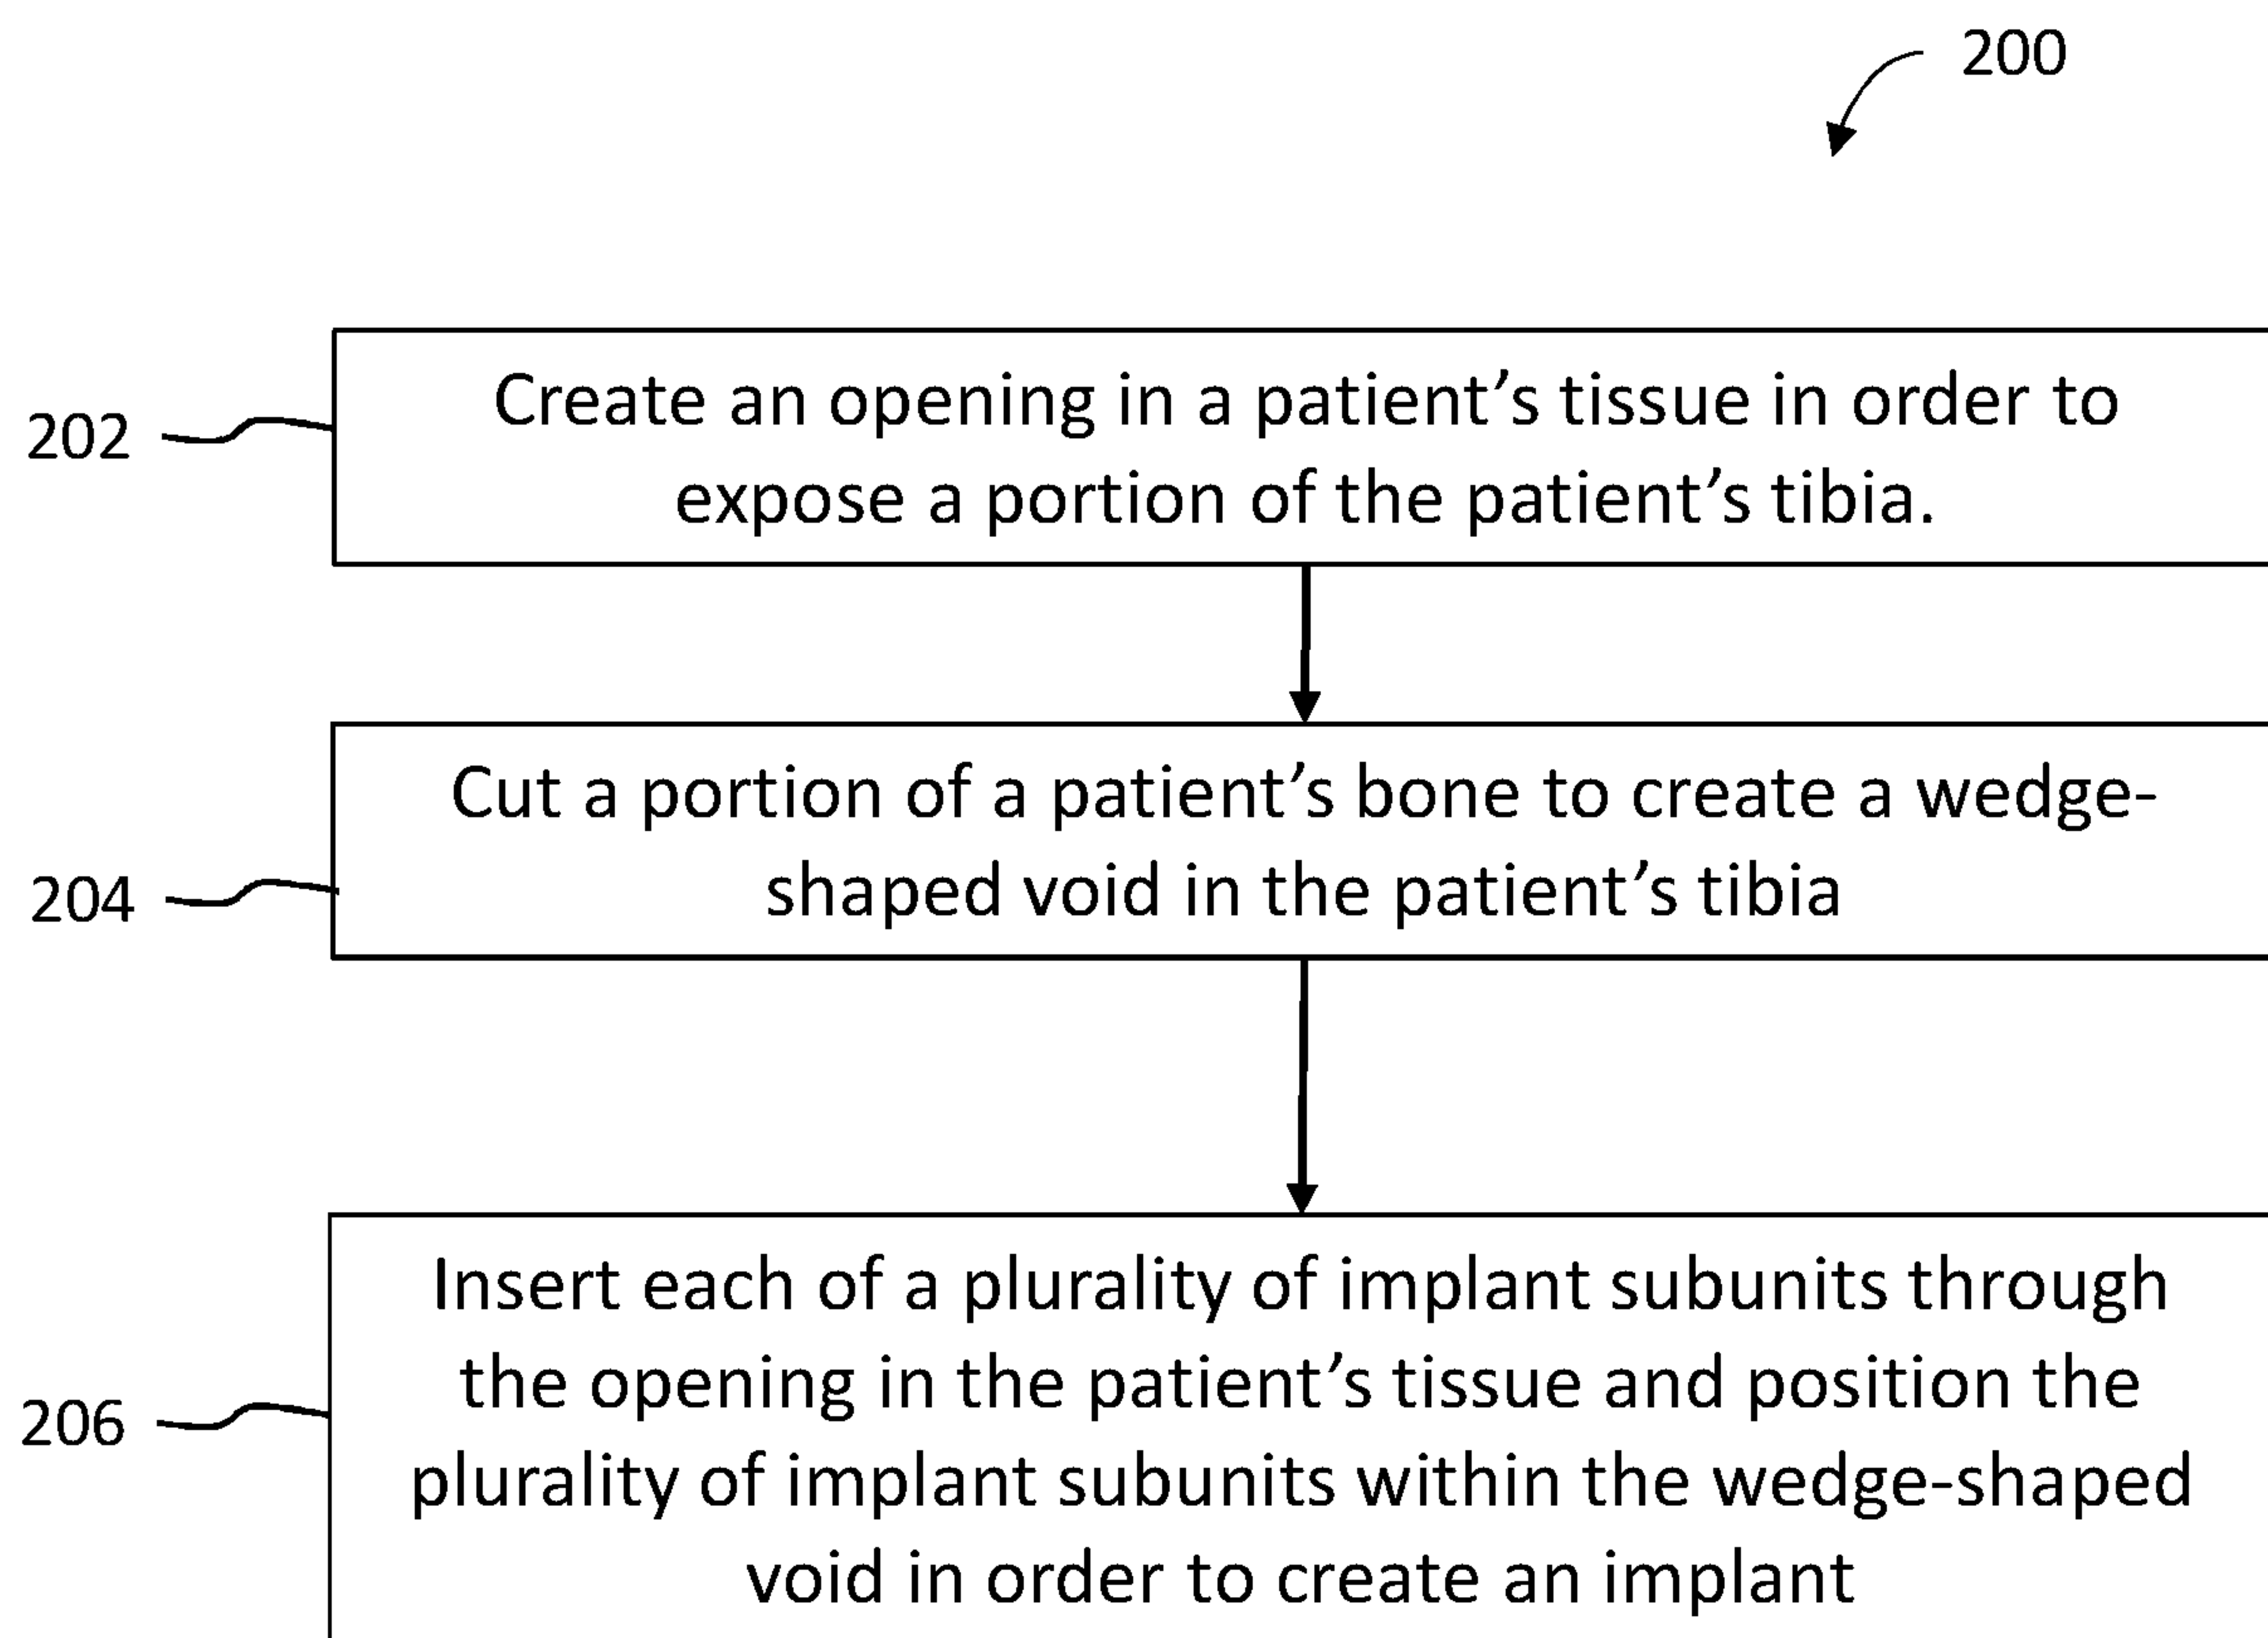 200
202
Create an opening in a patient’s tissue in order to
expose a portion of the patient’s tibia.
204
Cut a portion of a patient’s bone to create a wedge-
shaped void in the patient’s tibia
206
Insert each of a plurality of implant subunits through
the opening in the patient’s tissue and position the
plurality of implant subunits within the wedge-shaped
void in order to create an implant